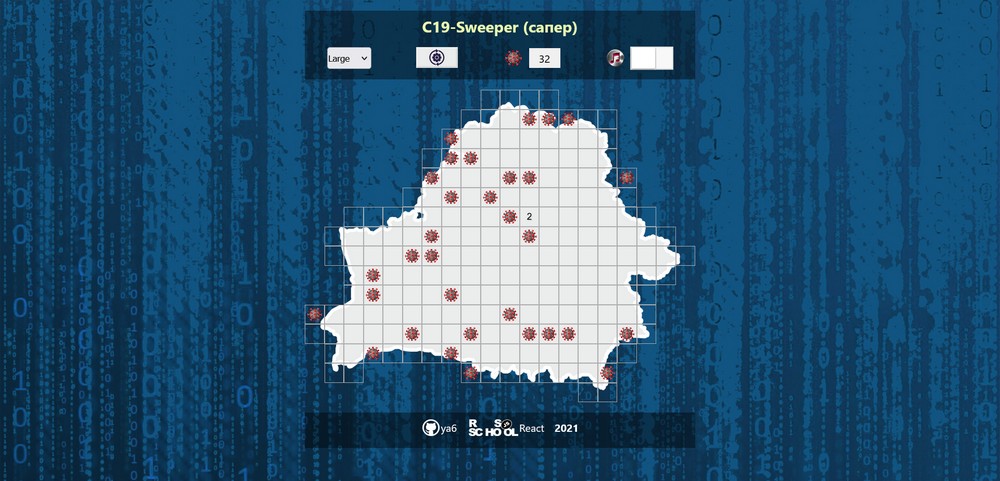 C19-Sweeper (сапер)
Large
32
2
ya6
RS
SCHOOL
React
2021